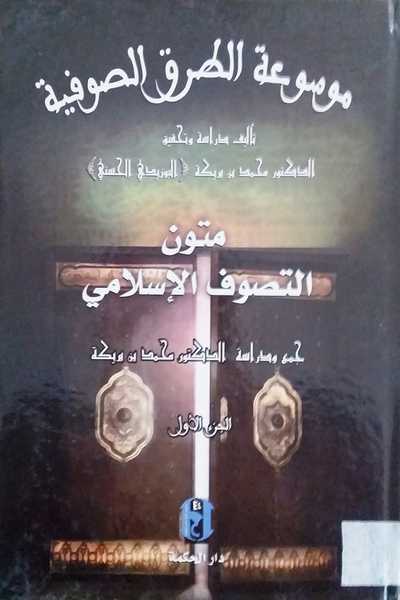 موسوعة الطرق الصوفية
تأليف دراسة وتحقيق
الدكتور محمد بن بريكة ﴿البوزيدي الحسني﴾
متون
التصوف الإسلامي
جمع ودراسة الدكتور محمد بن بريكة
الجزء الأول
دار الحكمة